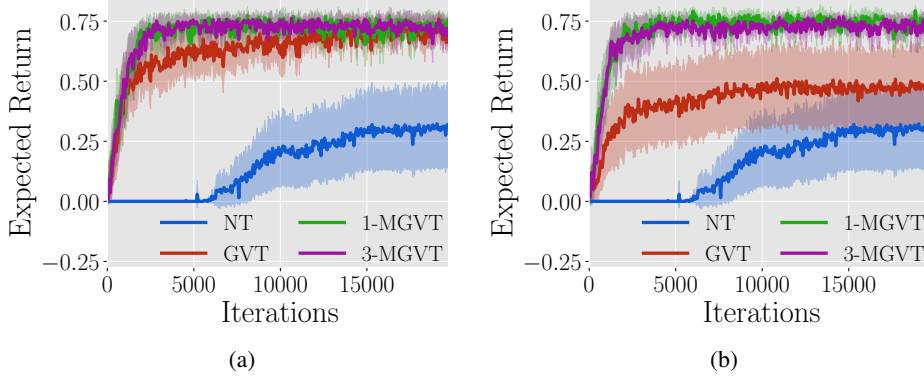 0.75
0.50
0.25
0.00
−0.25
Expected Return
NT
GVT
1-MGVT
3-MGVT
0
5000
10000
15000
Iterations
(a)
0.75
0.50
0.25
0.00
−0.25
Expected Return
NT
GVT
1-MGVT
3-MGVT
0
5000
10000
15000
Iterations
(b)